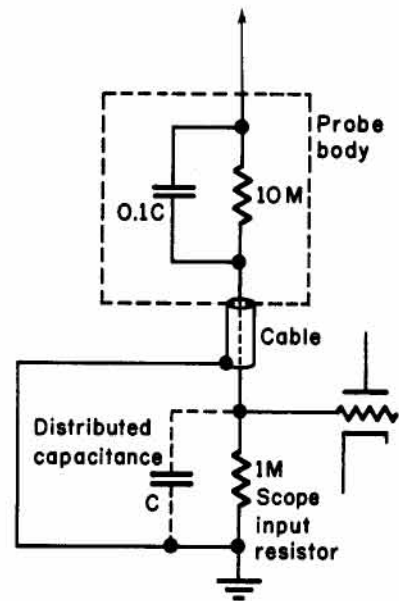 Probe
body
0.1C
10M
Cable
Distributed
capacitance
C
1M
Scope
input
resistor